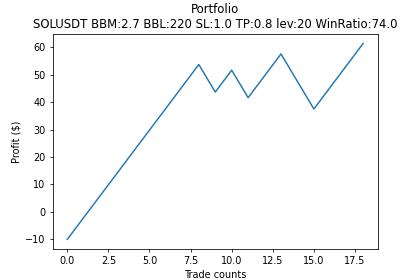 Portfolio
SOLUSDT BBM:2.7 BBL:220 SL:1.0 TP:0.8 lev:20 WinRatio:74.0
60
50
40
30
20
10
0
−10
Profit ($)
0.0 2.5 5.0 7.5 10.0 12.5 15.0 17.5
Trade counts